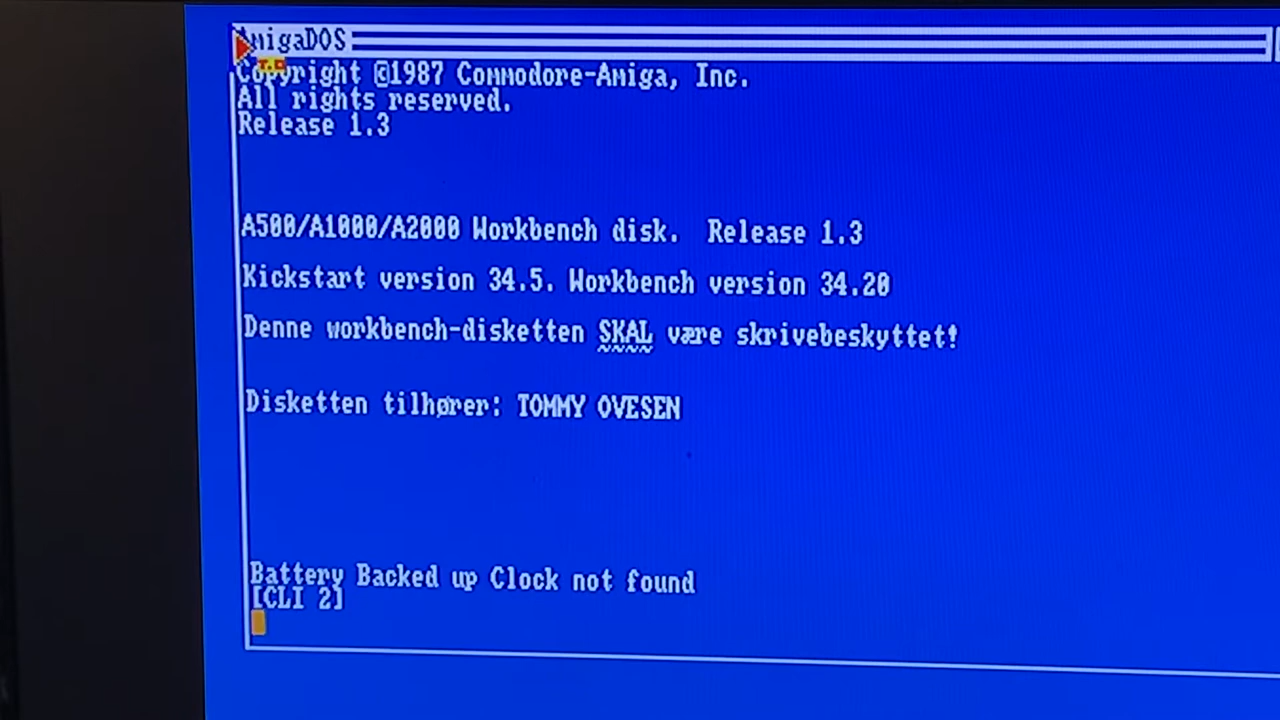 AmigaDOS
Copyright ©1987 Commodore-Amiga, Inc.
All rights reserved.
Release 1.3
A500/A1000/A2000 Workbench disk.  Release 1.3
Kickstart version 34.5. Workbench version 34.20
Denne workbench-disketten SKAL være skrivebeskyttet!
Disketten tilhører: TOMMY OVESEN
Battery Backed up Clock not found
[CLI 2]